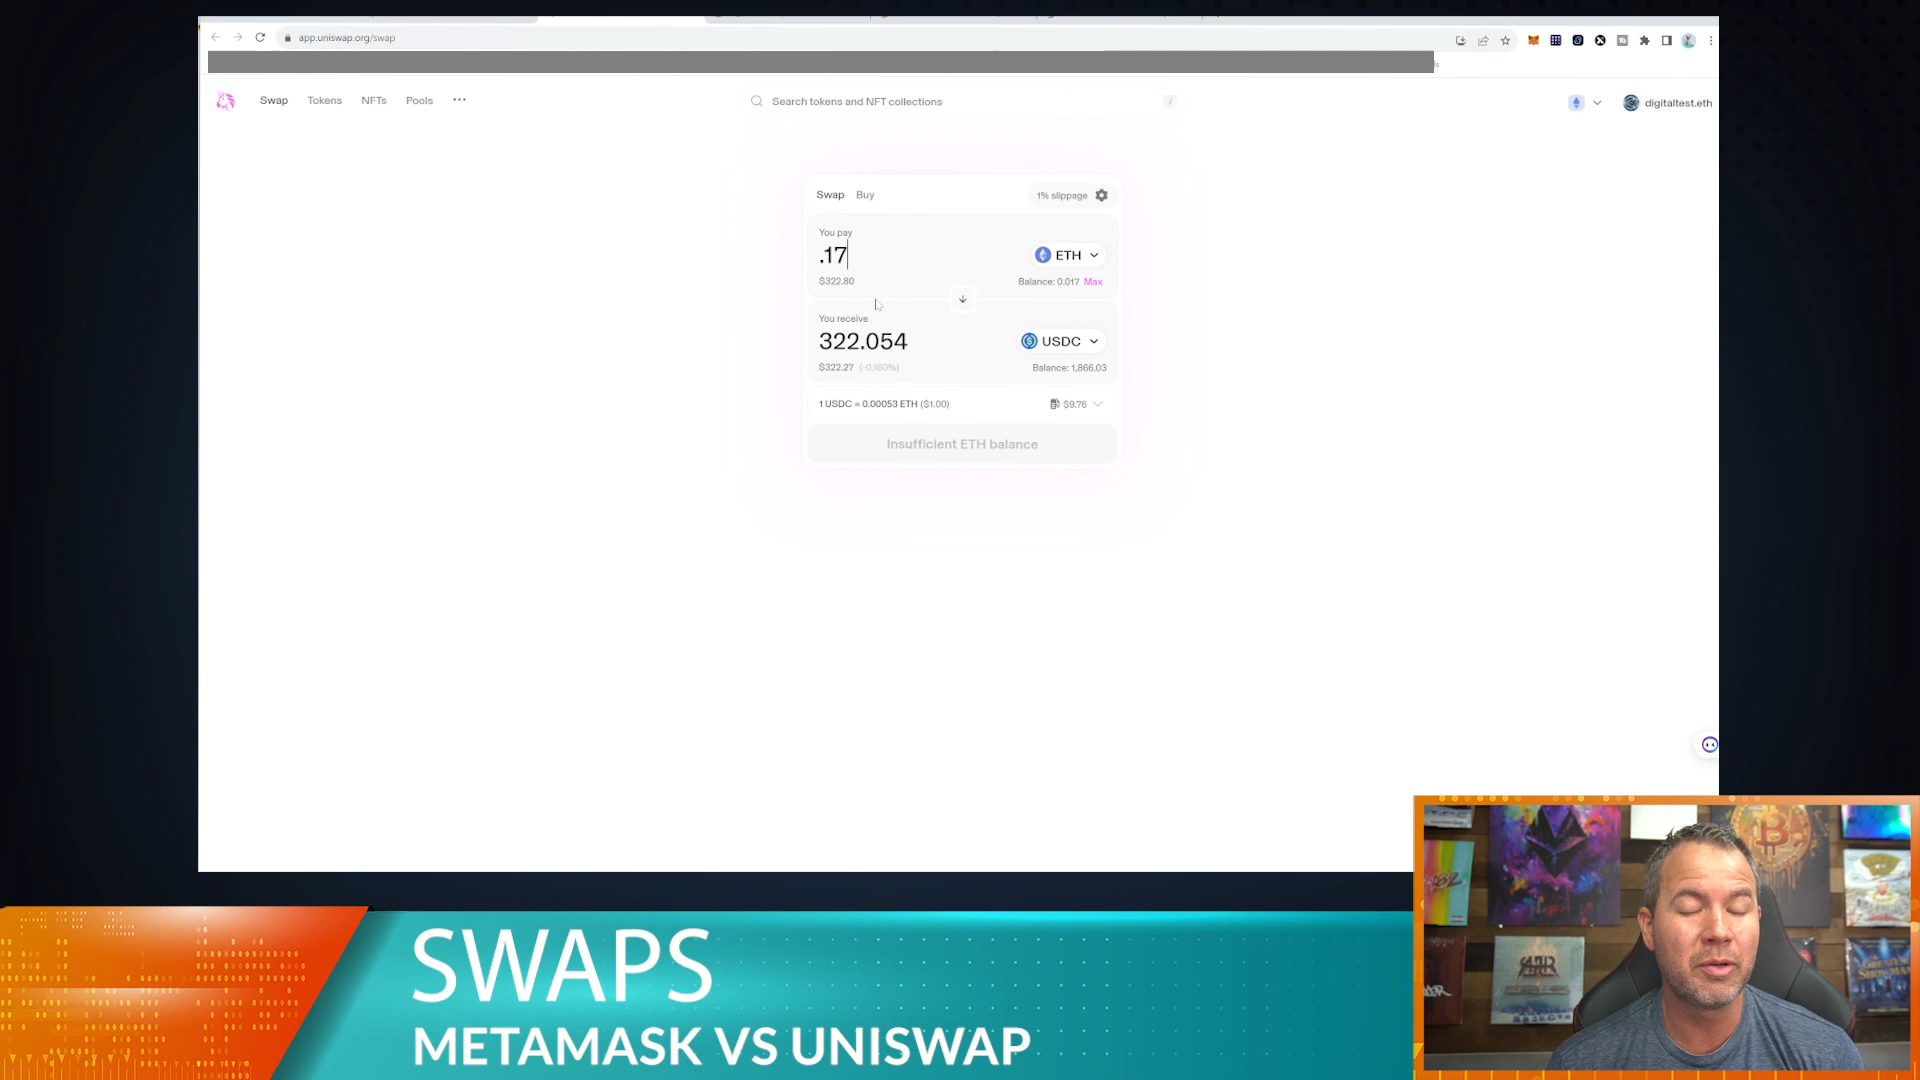 app.uniswap.org/swap
Swap Tokens NFTs Pools
Search tokens and NFT collections /
digitaltest.eth
Swap Buy 1% slippage
You pay
.17 ETH
$322.80 Balance: 0.017 Max
You receive
322.054 USDC
$322.27 (-0.160%) Balance: 1,866.03
1 USDC = 0.00053 ETH ($1.00) $9.76
Insufficient ETH balance
SWAPS
METAMASK VS UNISWAP